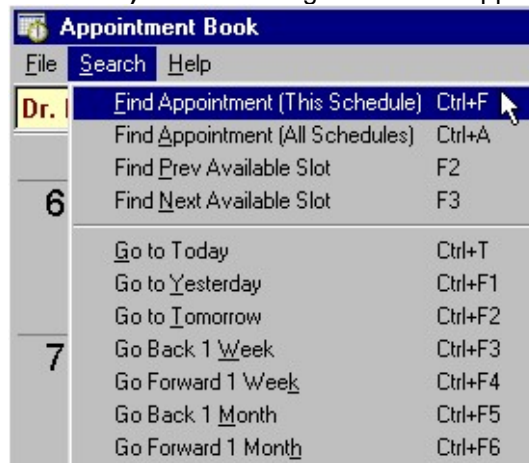 Appointment Book
File Search Help
Dr.
Find Appointment (This Schedule) Ctrl+F
Find Appointment (All Schedules) Ctrl+A
Find Prev Available Slot F2
6
Find Next Available Slot F3
Go to Today Ctrl+T
Go to Yesterday Ctrl+F1
Go to Tomorrow Ctrl+F2
7
Go Back 1 Week Ctrl+F3
Go Forward 1 Week Ctrl+F4
Go Back 1 Month Ctrl+F5
Go Forward 1 Month Ctrl+F6